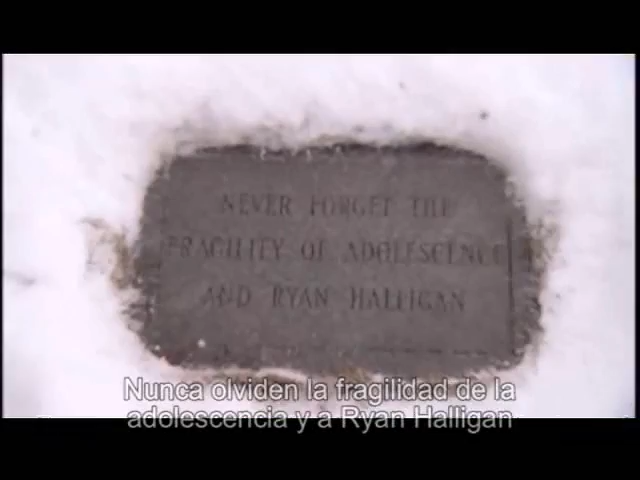 NEVER FORGET THE
FRAGILITY OF ADOLESCENCE
AND RYAN HALLIGAN
Nunca olviden la fragilidad de la
adolescencia y a Ryan Halligan